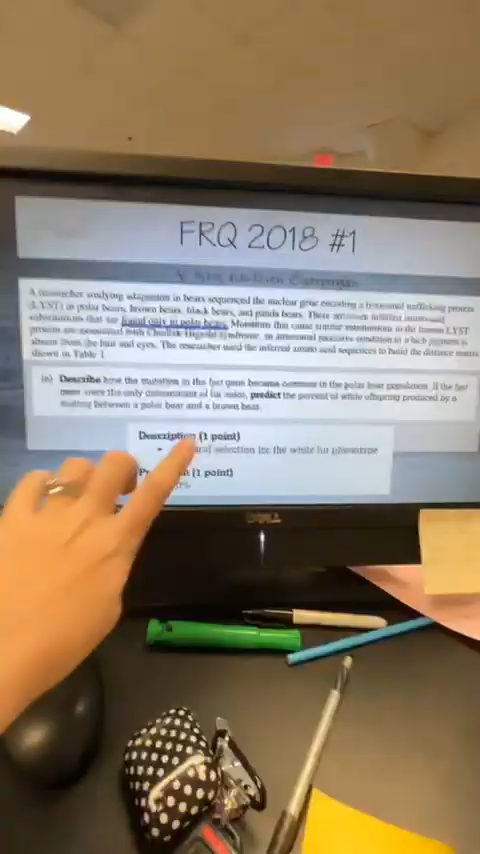 FRQ 2018 #1
A researcher studying adaptation in bears sequenced the nuclear gene encoding a lysosomal trafficking protein
(LYST) in polar bears, brown bears, black bears, and panda bears. There are inferred
substitutions that are found only in polar bears. Mutations that cause similar substitutions in the human LYST
protein are associated with Chediak-Higashi syndrome, an autosomal recessive condition in which pigment is
absent from the hair and eyes. The researcher used the inferred amino acid sequences to build the distance matrix
shown in Table 1.
Describe how the mutation in the gene became common in the polar bear population. If the
gene were the only determinant of fur color, predict the percent of white offspring produced by a
mating between a polar bear and a brown bear.
Description (1 point)
selection for the white fur phenotype
(1 point)
DELL